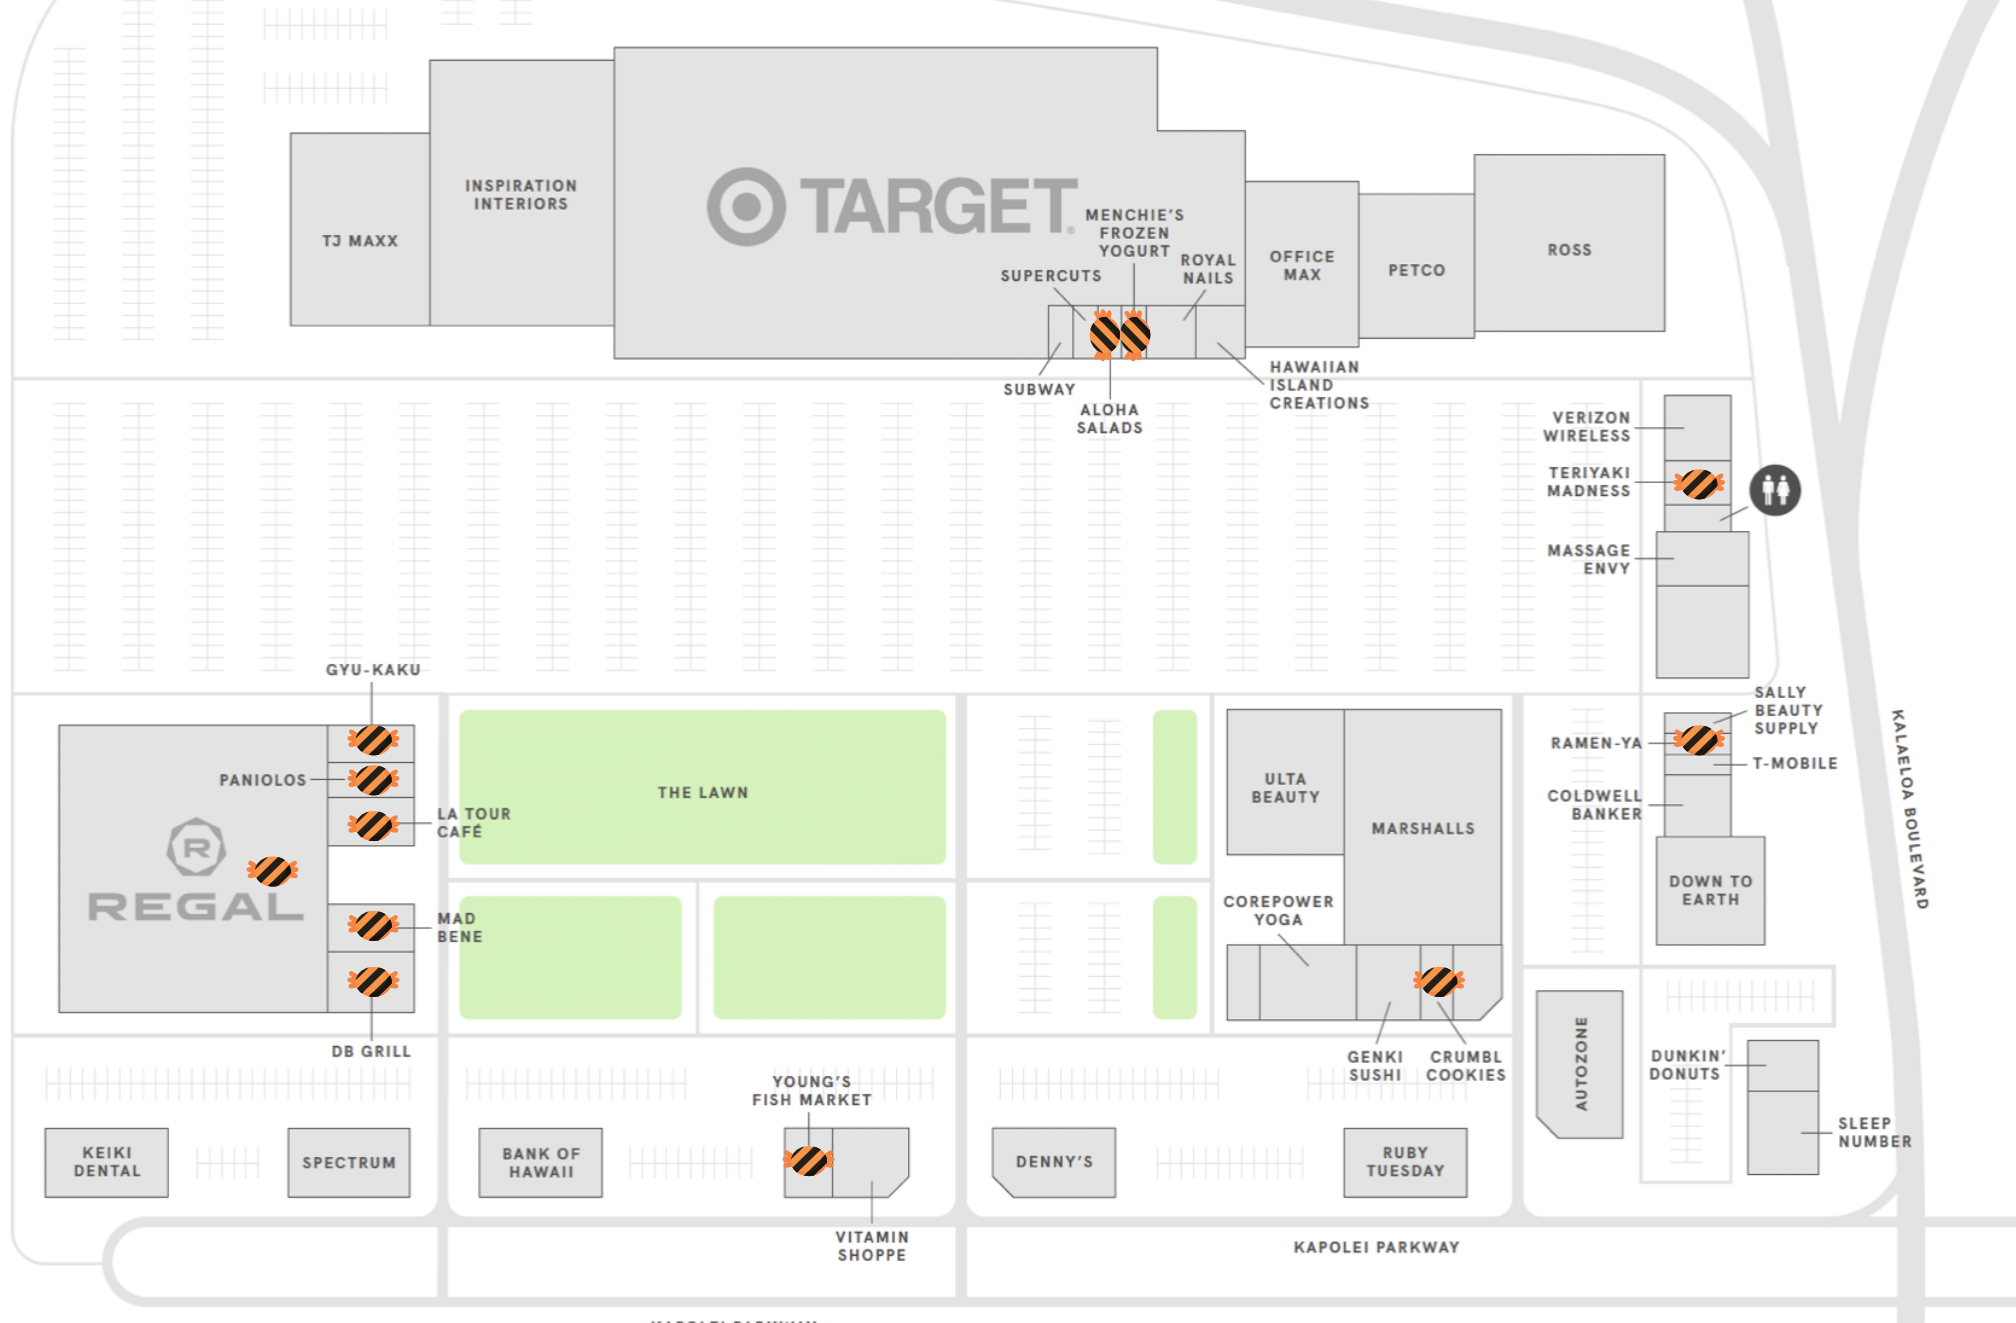 INSPIRATION
INTERIORS
TJ MAXX
TARGET
MENCHIE'S
FROZEN
YOGURT
SUPERCUTS
ROYAL
NAILS
OFFICE
MAX
PETCO
ROSS
SUBWAY
ALOHA
SALADS
HAWAIIAN
ISLAND
CREATIONS
VERIZON
WIRELESS
TERIYAKI
MADNESS
MASSAGE
ENVY
GYU-KAKU
PANIOLOS
LA TOUR
CAFÉ
R
REGAL
MAD
BENE
DB GRILL
THE LAWN
ULTA
BEAUTY
MARSHALLS
COREPOWER
YOGA
GENKI
SUSHI
CRUMBL
COOKIES
SALLY
BEAUTY
SUPPLY
RAMEN-YA
T-MOBILE
COLDWELL
BANKER
DOWN TO
EARTH
KALAELOA BOULEVARD
AUTOZONE
DUNKIN'
DONUTS
SLEEP
NUMBER
KEIKI
DENTAL
SPECTRUM
BANK OF
HAWAII
YOUNG'S
FISH MARKET
VITAMIN
SHOPPE
DENNY'S
RUBY
TUESDAY
KAPOLEI PARKWAY
KAPOLEI PARKWAY